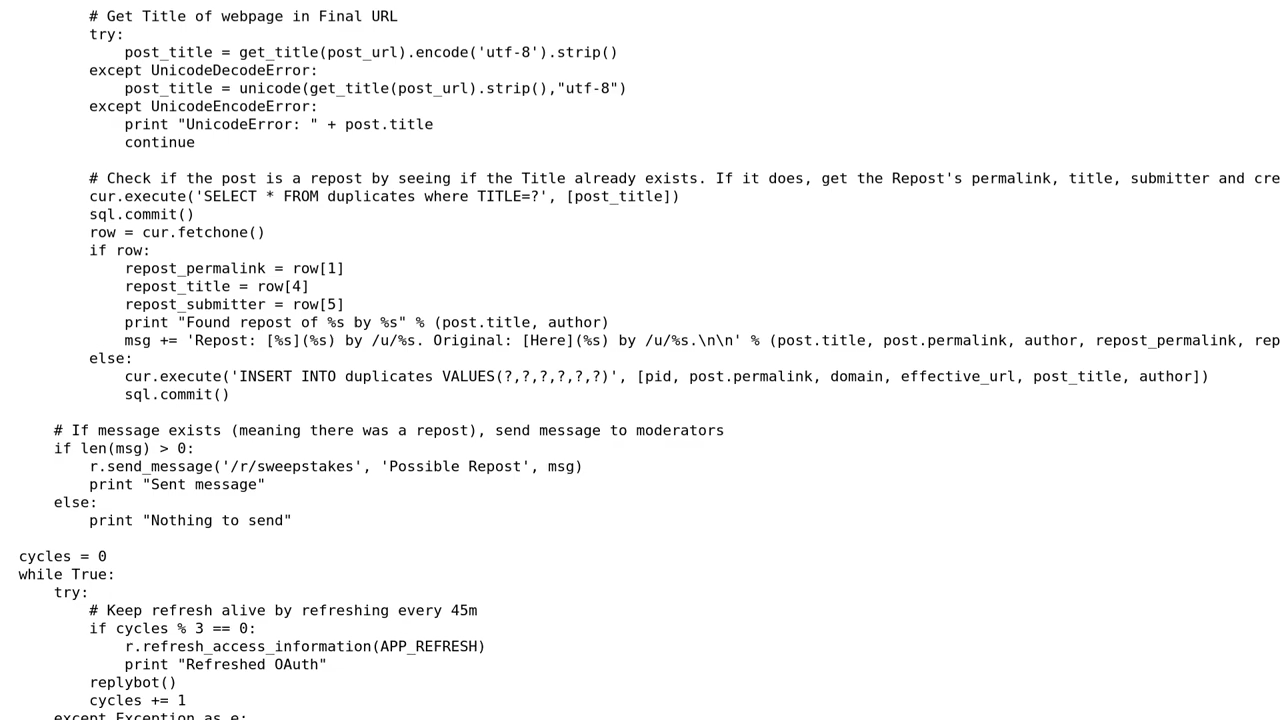 # Get Title of webpage in Final URL
try:
post_title = get_title(post_url).encode('utf-8').strip()
except UnicodeDecodeError:
post_title = unicode(get_title(post_url).strip(),"utf-8")
except UnicodeEncodeError:
print "UnicodeError: " + post.title
continue
# Check if the post is a repost by seeing if the Title already exists. If it does, get the Repost's permalink, title, submitter and cre
cur.execute('SELECT * FROM duplicates where TITLE=?', [post_title])
sql.commit()
row = cur.fetchone()
if row:
repost_permalink = row[1]
repost_title = row[4]
repost_submitter = row[5]
print "Found repost of %s by %s" % (post.title, author)
msg += 'Repost: [%s](%s) by /u/%s. Original: [Here](%s) by /u/%s.\n\n' % (post.title, post.permalink, author, repost_permalink, rep
else:
cur.execute('INSERT INTO duplicates VALUES(?,?,?,?,?,?)', [pid, post.permalink, domain, effective_url, post_title, author])
sql.commit()
# If message exists (meaning there was a repost), send message to moderators
if len(msg) > 0:
r.send_message('/r/sweepstakes', 'Possible Repost', msg)
print "Sent message"
else:
print "Nothing to send"
cycles = 0
while True:
try:
# Keep refresh alive by refreshing every 45m
if cycles % 3 == 0:
r.refresh_access_information(APP_REFRESH)
print "Refreshed OAuth"
replybot()
cycles += 1
except Exception as e: